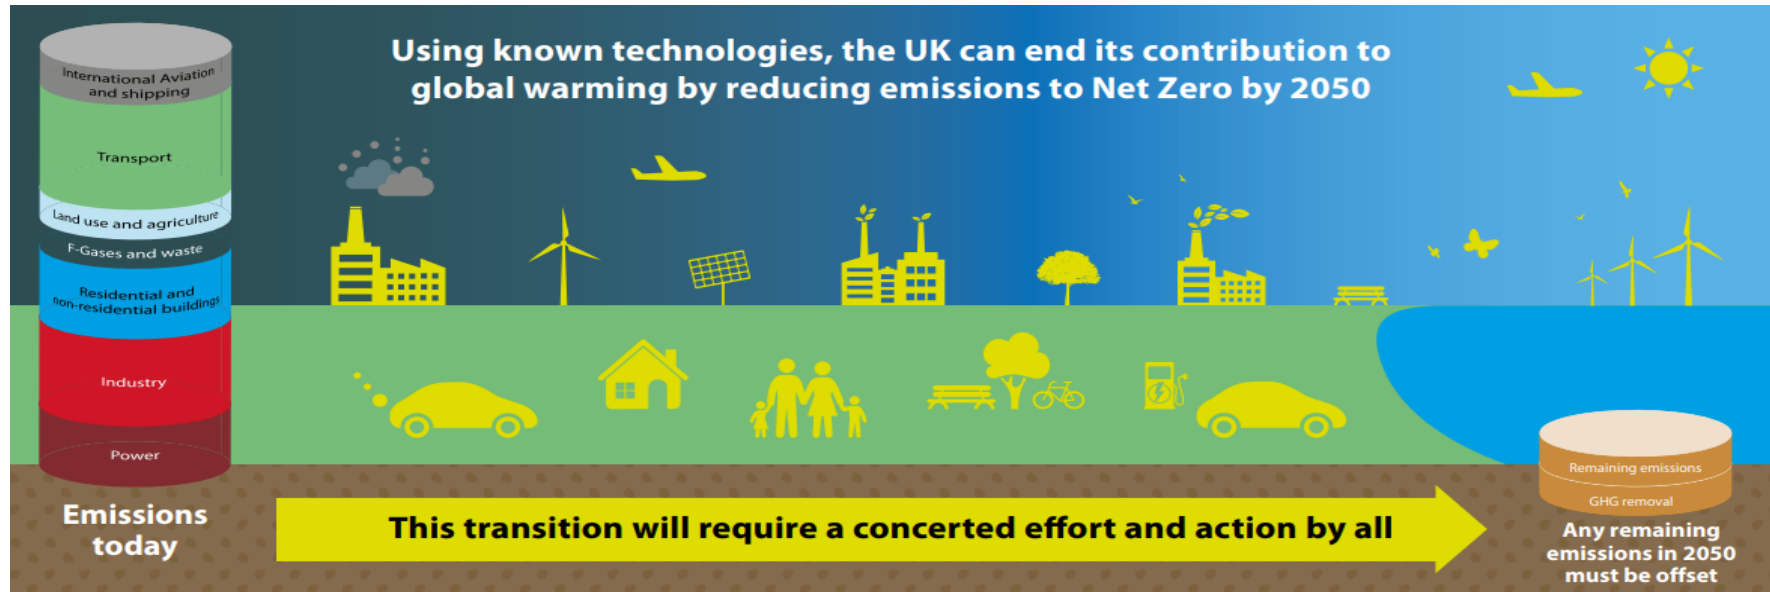 Using known technologies, the UK can end its contribution to
global warming by reducing emissions to Net Zero by 2050
International Aviation
and shipping
Transport
Land use and agriculture
F-Gases and waste
Residential and
non-residential buildings
Industry
Power
Emissions
today
This transition will require a concerted effort and action by all
Remaining emissions
GHG removal
Any remaining
emissions in 2050
must be offset